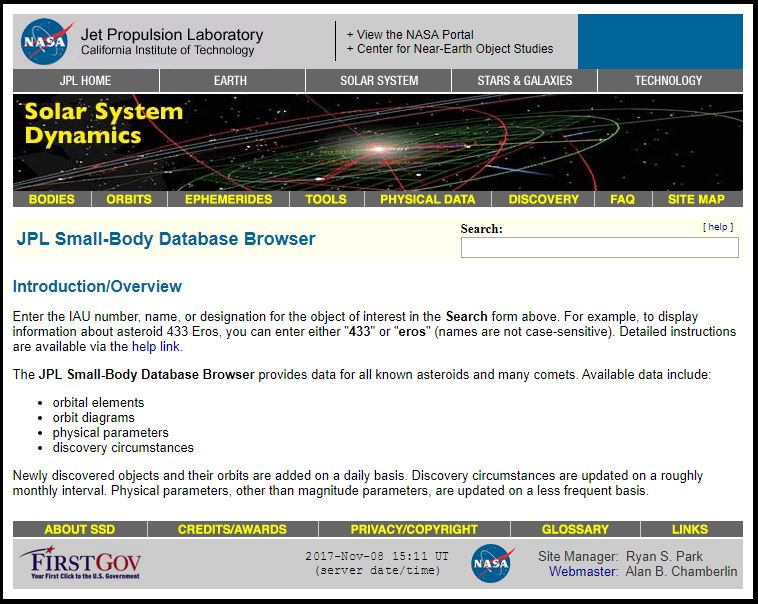 NASA
Jet Propulsion Laboratory
California Institute of Technology
+ View the NASA Portal
+ Center for Near-Earth Object Studies
JPL HOME EARTH SOLAR SYSTEM STARS & GALAXIES TECHNOLOGY
Solar System
Dynamics
BODIES ORBITS EPHEMERIDES TOOLS PHYSICAL DATA DISCOVERY FAQ SITE MAP
JPL Small-Body Database Browser
Search: [ help ]
Introduction/Overview
Enter the IAU number, name, or designation for the object of interest in the Search form above. For example, to display
information about asteroid 433 Eros, you can enter either "433" or "eros" (names are not case-sensitive). Detailed instructions
are available via the help link.
The JPL Small-Body Database Browser provides data for all known asteroids and many comets. Available data include:
• orbital elements
• orbit diagrams
• physical parameters
• discovery circumstances
Newly discovered objects and their orbits are added on a daily basis. Discovery circumstances are updated on a roughly
monthly interval. Physical parameters, other than magnitude parameters, are updated on a less frequent basis.
ABOUT SSD CREDITS/AWARDS PRIVACY/COPYRIGHT GLOSSARY LINKS
FIRSTGOV
Your First Click to the U.S. Government
2017-Nov-08 15:11 UT
(server date/time)
NASA
Site Manager: Ryan S. Park
Webmaster: Alan B. Chamberlin